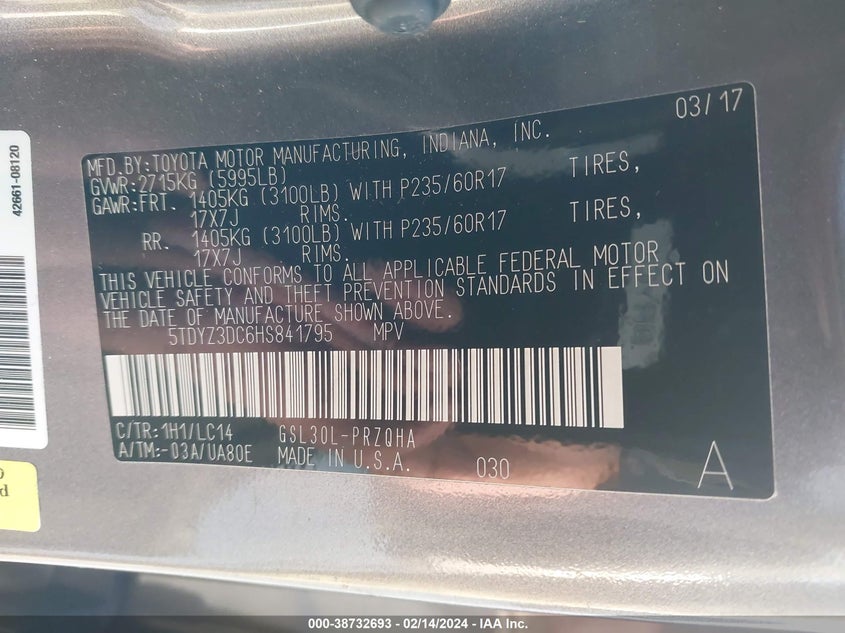 03/17
MFD.BY:TOYOTA MOTOR MANUFACTURING, INDIANA, INC.
GVWR:2715KG (5995LB)
GAWR:FRT. 1405KG (3100LB) WITH P235/60R17 TIRES,
17X7J RIMS.
RR. 1405KG (3100LB) WITH P235/60R17 TIRES,
17X7J RIMS.
THIS VEHICLE CONFORMS TO ALL APPLICABLE FEDERAL MOTOR
VEHICLE SAFETY AND THEFT PREVENTION STANDARDS IN EFFECT ON
THE DATE OF MANUFACTURE SHOWN ABOVE.
5TDYZ3DC6HS841795 MPV
C/TR:1H1/LC14 GSL30L-PRZQHA
A/TM:-03A/UA80E MADE IN U.S.A. 030 A
42661-08120
000-38732693 - 02/14/2024 - IAA Inc.